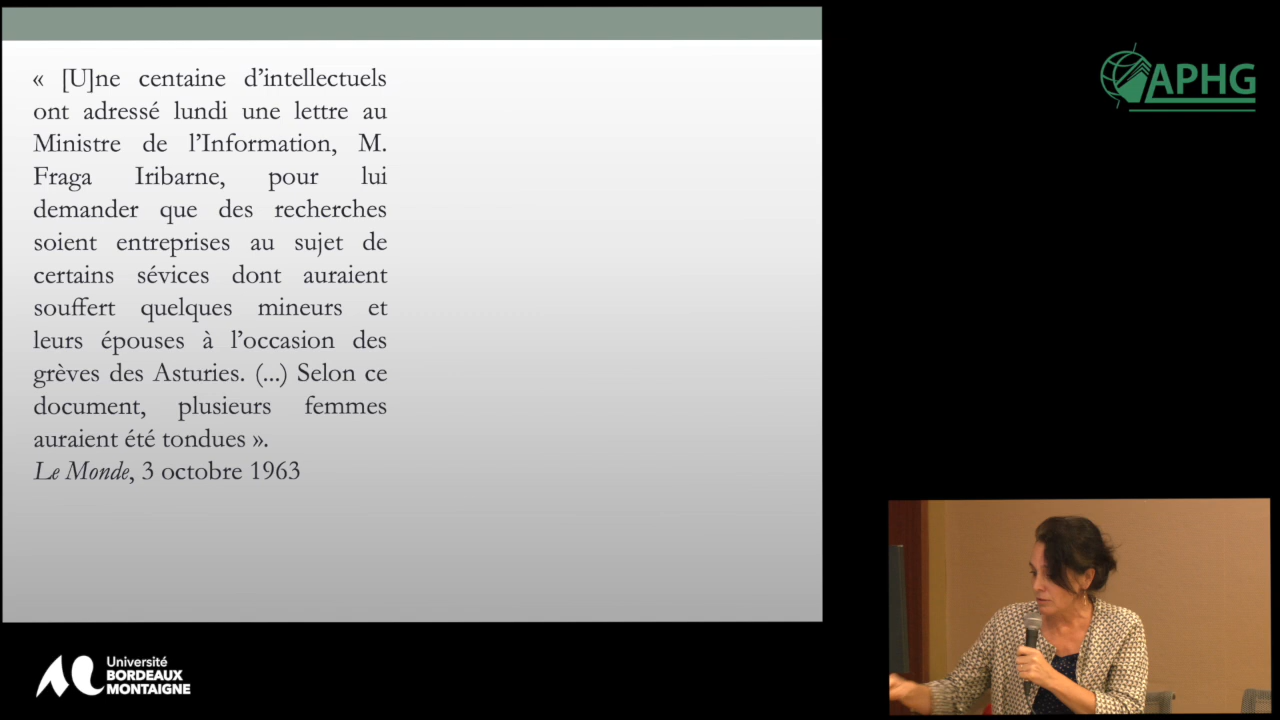 « [U]ne centaine d’intellectuels
ont adressé lundi une lettre au
Ministre de l’Information, M.
Fraga Iribarne, pour lui
demander que des recherches
soient entreprises au sujet de
certains sévices dont auraient
souffert quelques mineurs et
leurs épouses à l’occasion des
grèves des Asturies. (...) Selon ce
document, plusieurs femmes
auraient été tondues ».
Le Monde, 3 octobre 1963
APHG
Université
BORDEAUX
MONTAIGNE